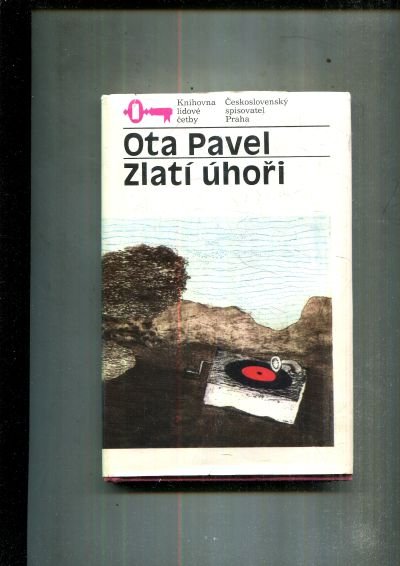 Knihovna
lidové
četby
Československý
spisovatel
Praha
Ota Pavel
Zlatí úhoři